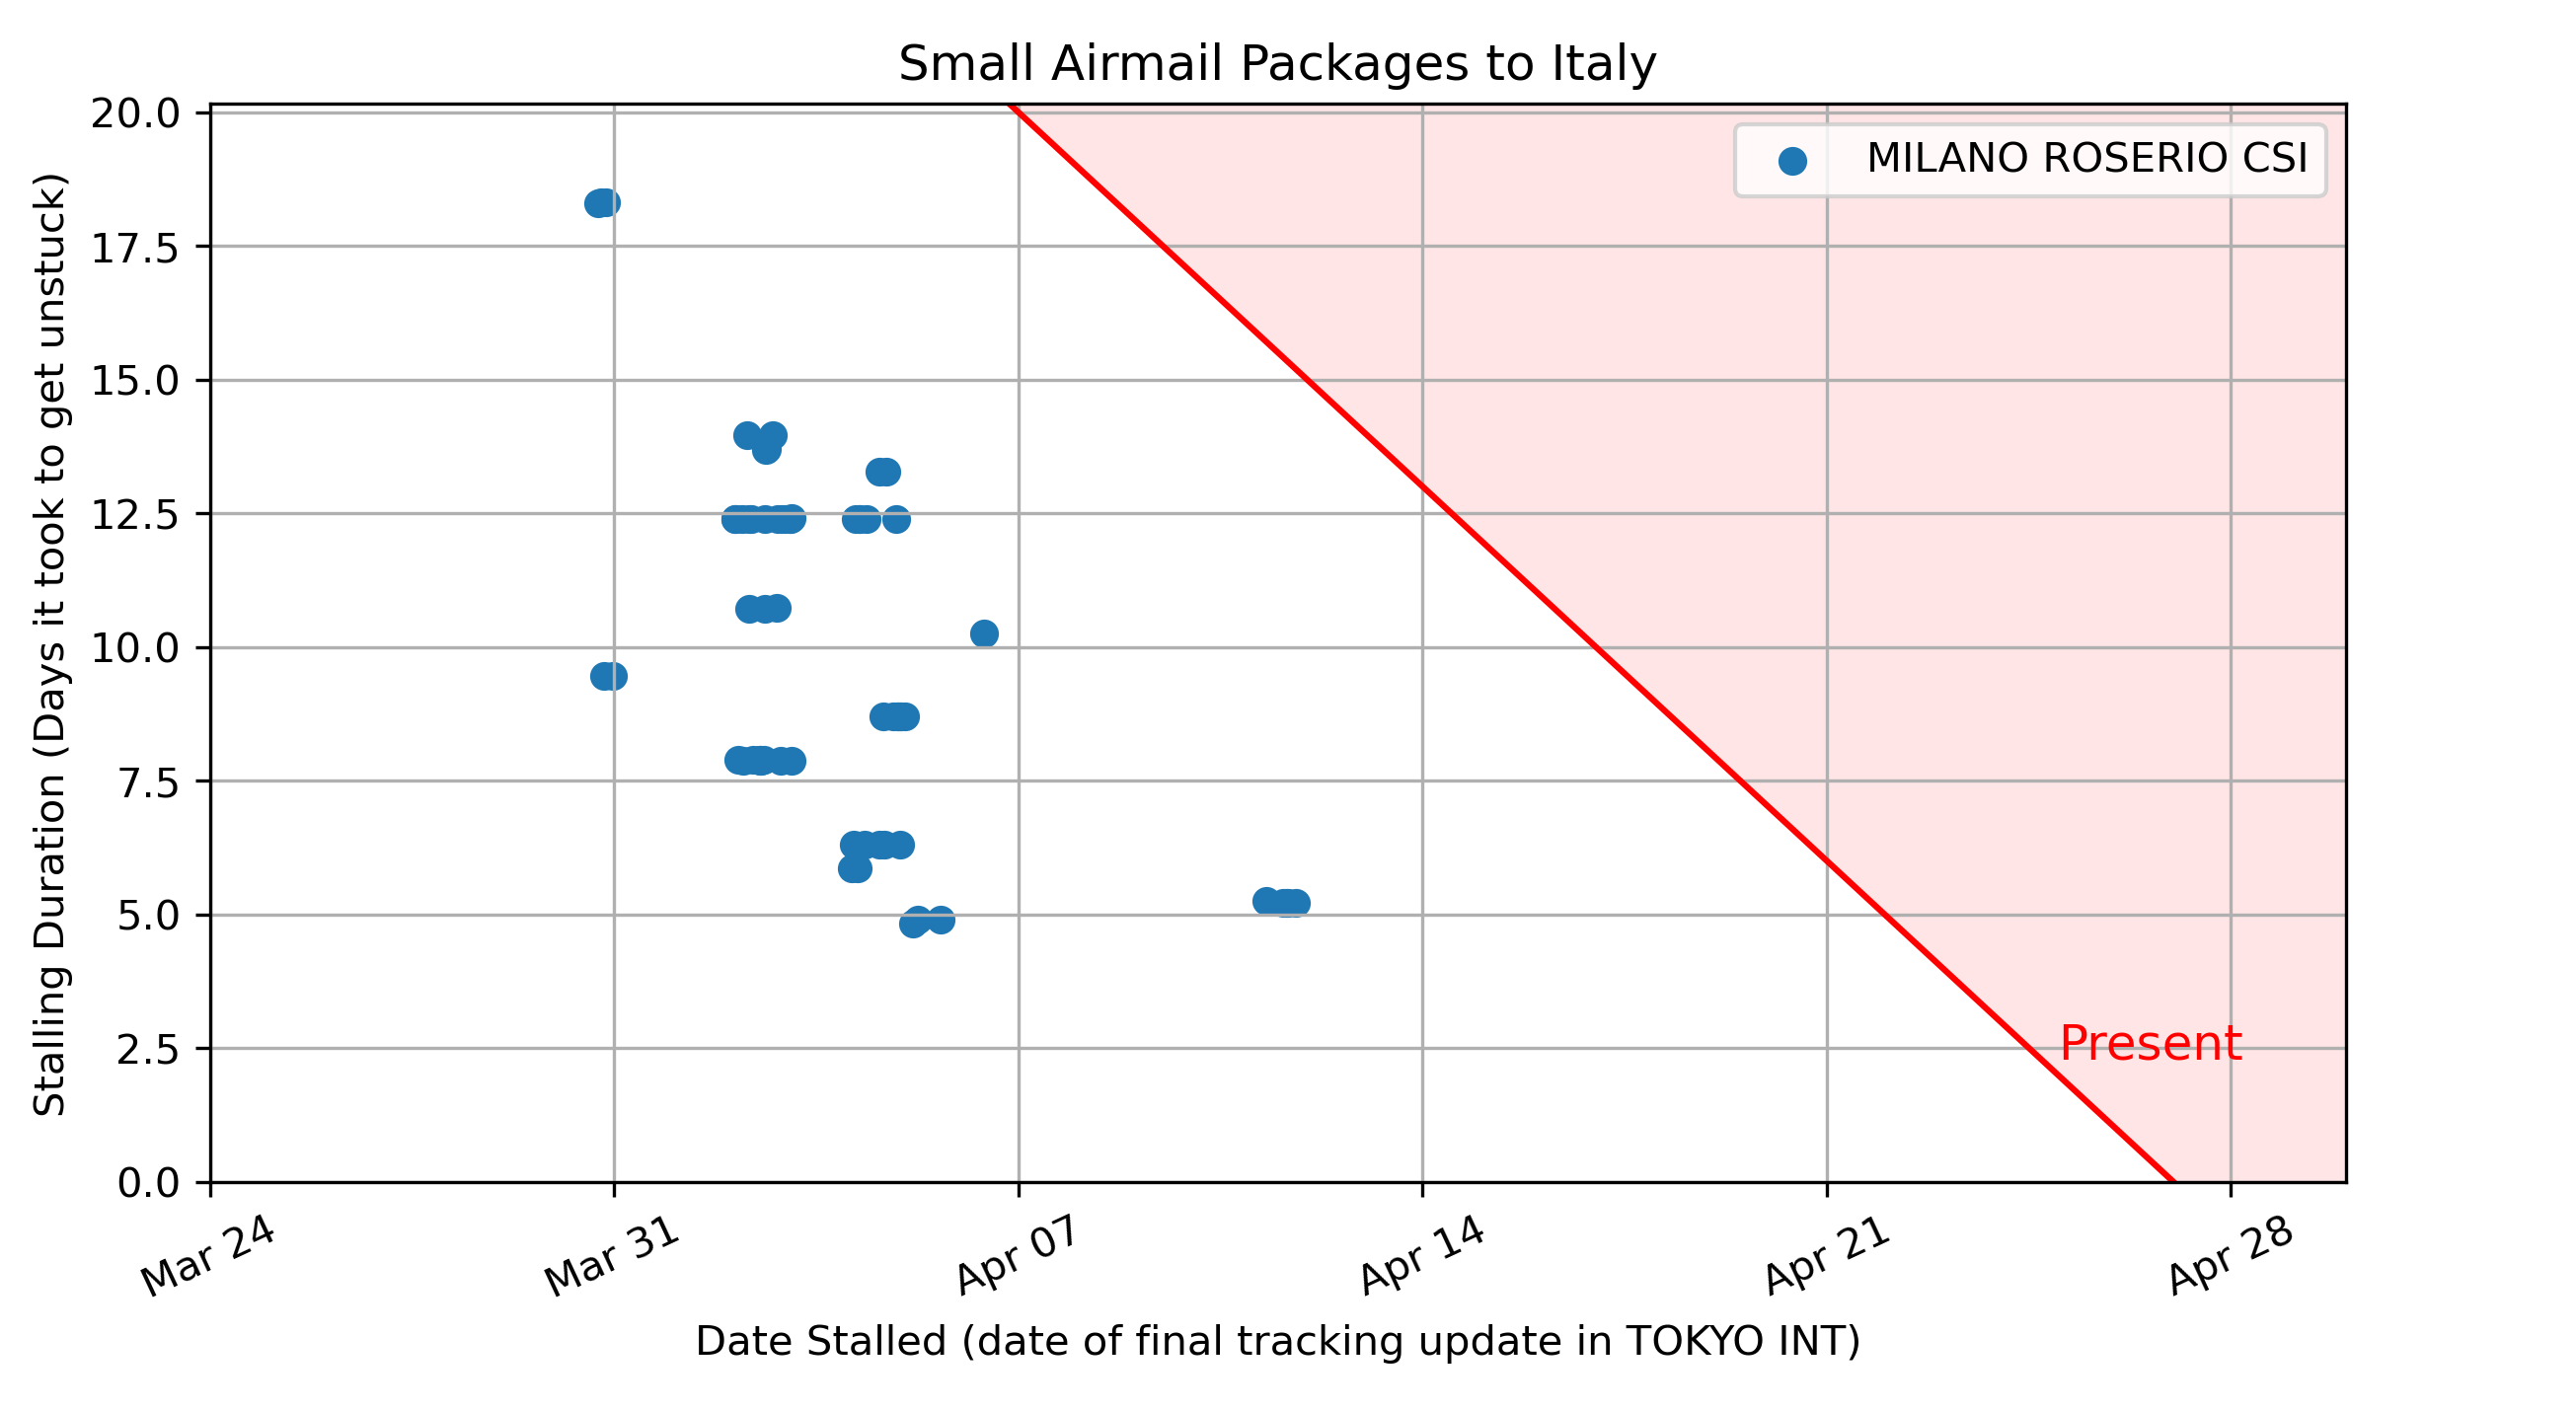 Small Airmail Packages to Italy
MILANO ROSERIO CSI
Stalling Duration (Days it took to get unstuck)
20.0
17.5
15.0
12.5
10.0
7.5
5.0
2.5
0.0
Present
Mar 24
Mar 31
Apr 07
Apr 14
Apr 21
Apr 28
Date Stalled (date of final tracking update in TOKYO INT)